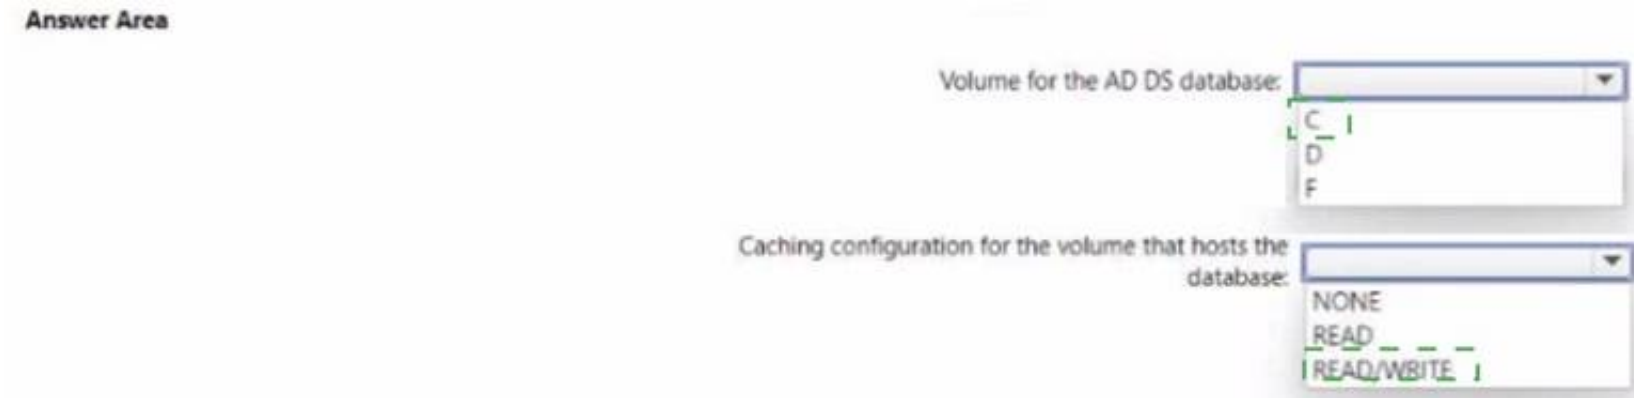 Answer Area
Volume for the AD DS database:
C
D
F
Caching configuration for the volume that hosts the
database:
NONE
READ
READ/WRITE